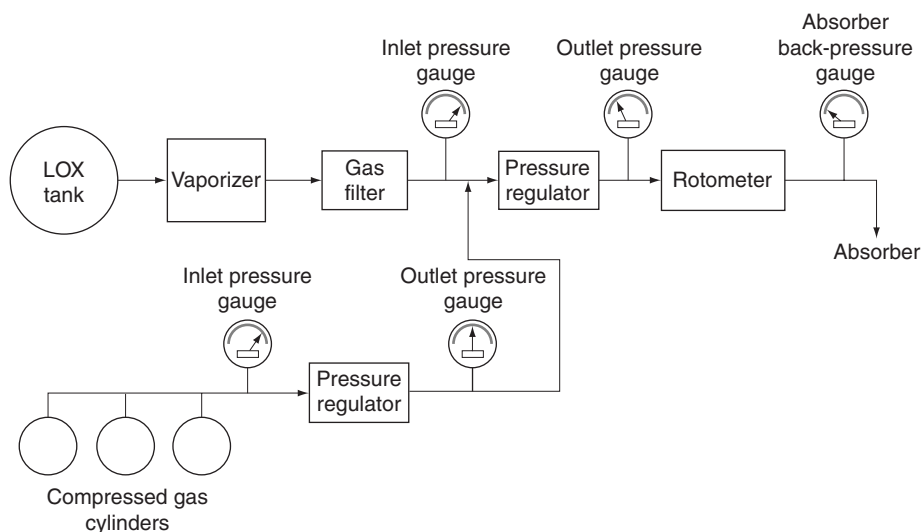 Inlet pressure
gauge
Outlet pressure
gauge
Absorber
back-pressure
gauge
LOX
tank
Vaporizer
Gas
filter
Pressure
regulator
Rotometer
Absorber
Inlet pressure
gauge
Outlet pressure
gauge
Pressure
regulator
Compressed gas
cylinders